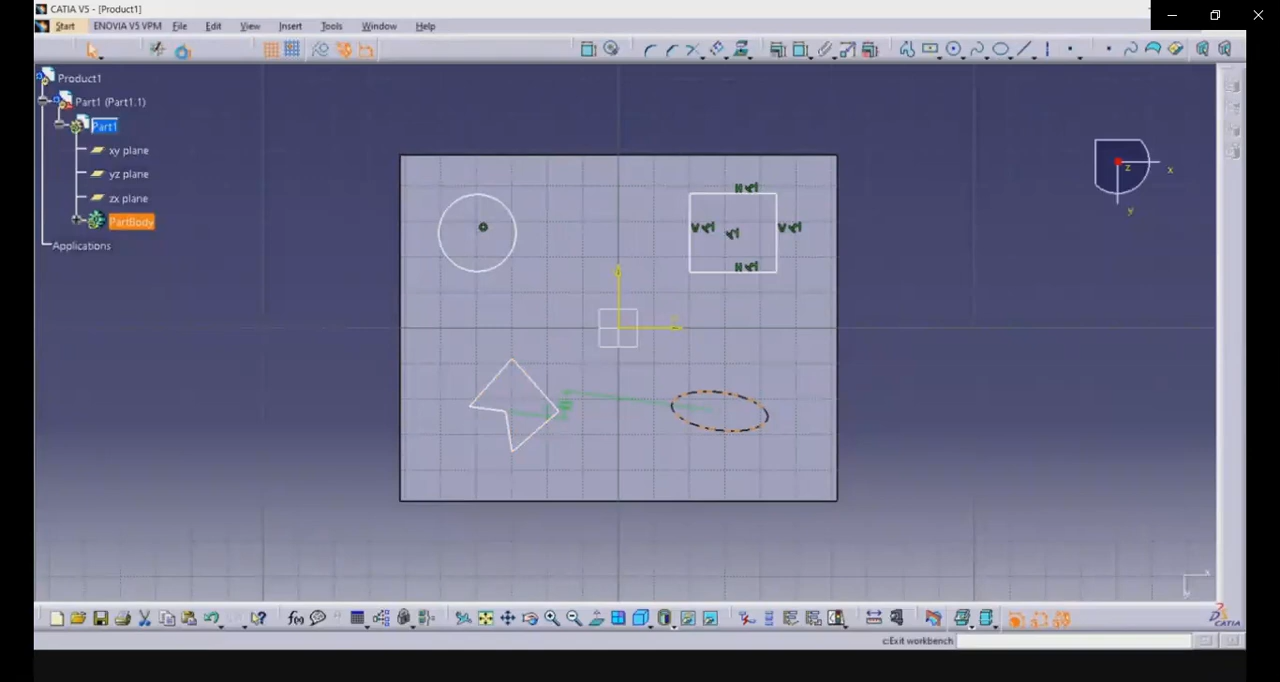 CATIA V5 - [Product1]
Start ENOVIA V5 VPM File Edit View Insert Tools Window Help
Product1
Part1 (Part1.1)
Part1
xy plane
yz plane
zx plane
PartBody
Applications
H
V V
H
z x
y
f(x)
x
CATIA
c:Exit workbench